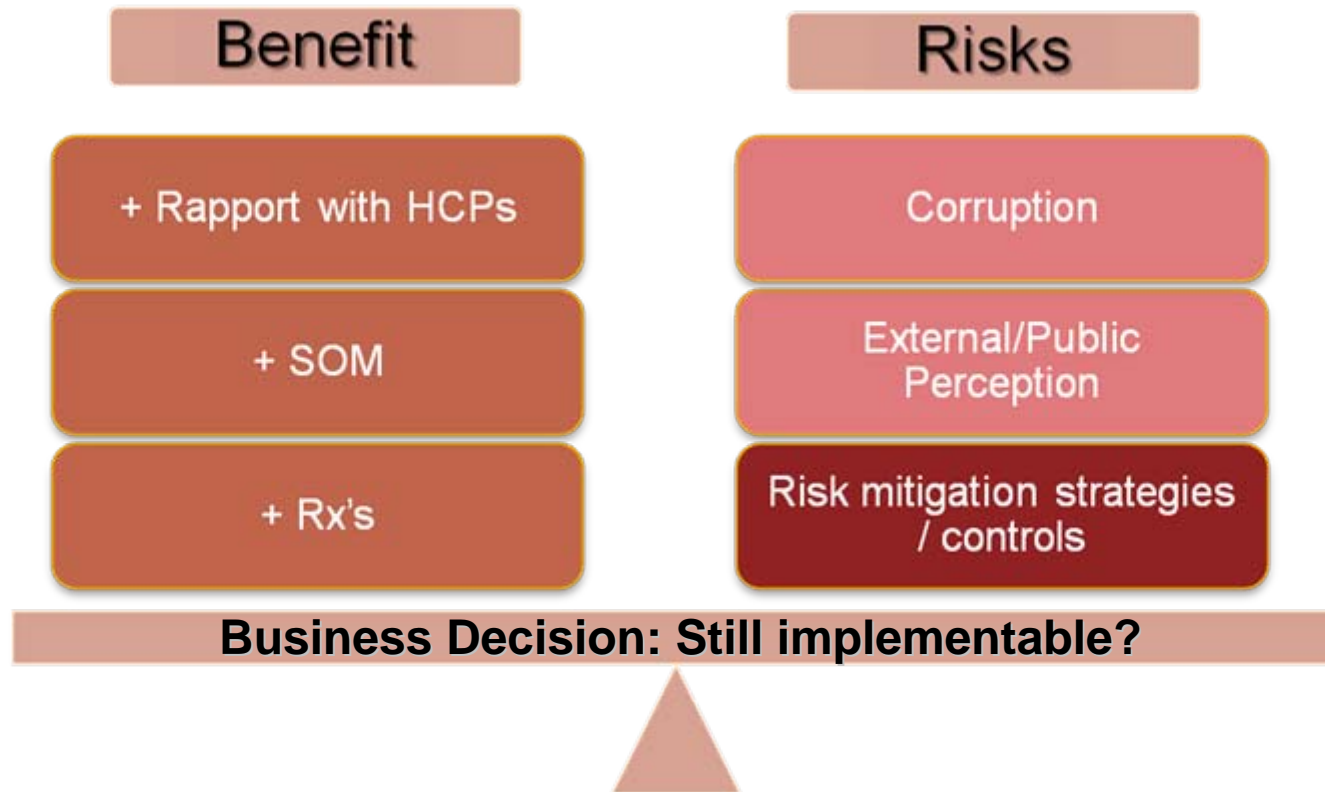 Benefit
Risks
+ Rapport with HCPs
+ SOM
+ Rx's
Corruption
External/Public
Perception
Risk mitigation strategies
/ controls
Business Decision: Still implementable?